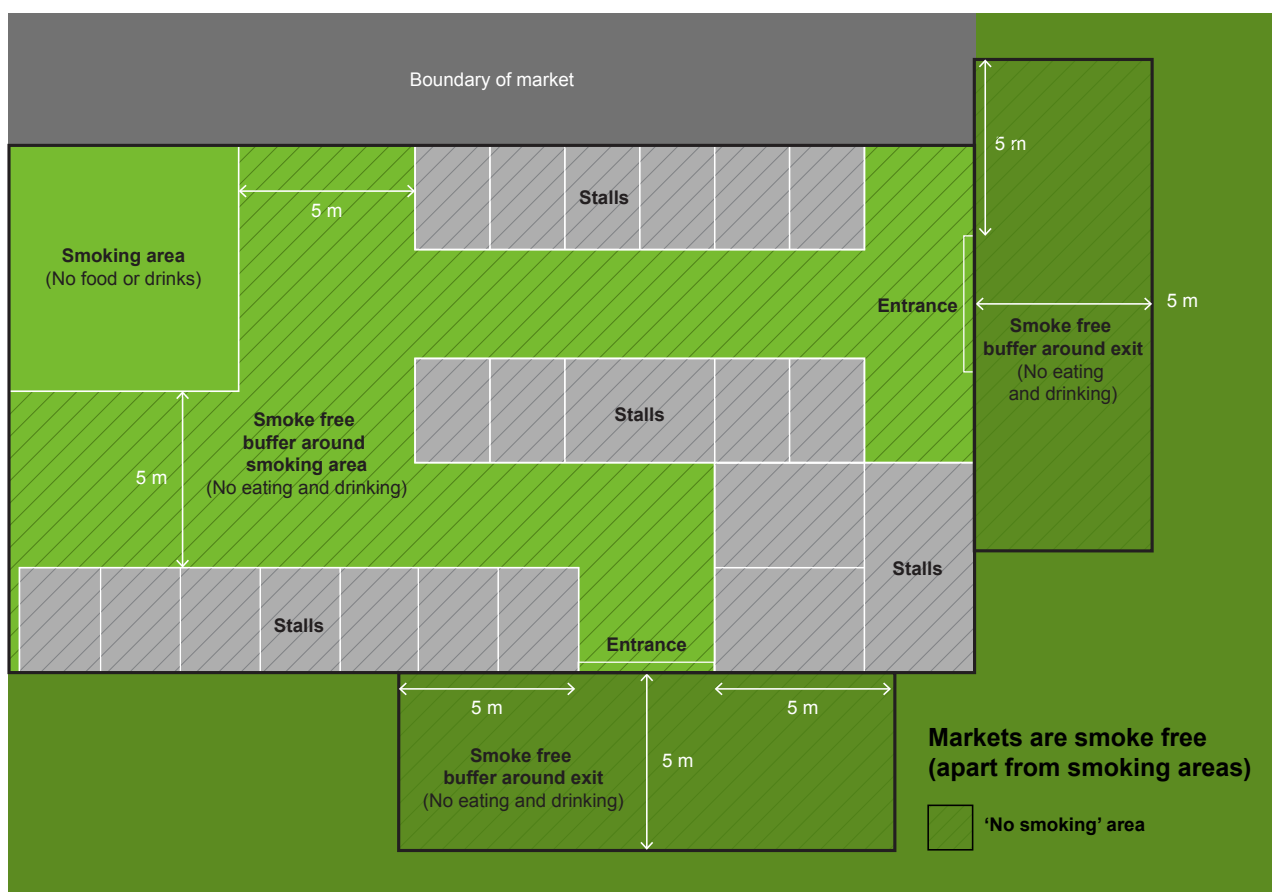 Boundary of market
5 m
Stalls
5 m
Smoking area
(No food or drinks)
Entrance
5 m
Smoke free
buffer around exit
(No eating
and drinking)
Stalls
Smoke free
buffer around
smoking area
(No eating and drinking)
5 m
Stalls
Stalls
Entrance
5 m
5 m
Smoke free
buffer around exit
(No eating and drinking)
5 m
Markets are smoke free
(apart from smoking areas)
‘No smoking’ area